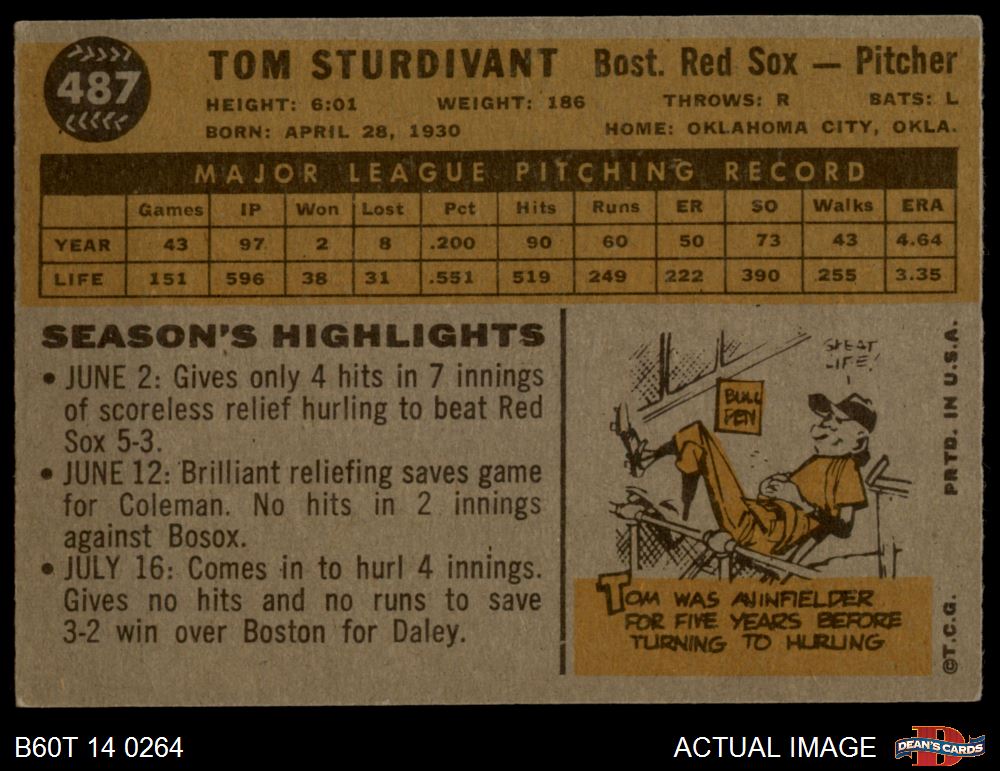 487
TOM STURDIVANT Bost. Red Sox — Pitcher
HEIGHT: 6:01 WEIGHT: 186 THROWS: R BATS: L
BORN: APRIL 28, 1930 HOME: OKLAHOMA CITY, OKLA.
MAJOR LEAGUE PITCHING RECORD
Games IP Won Lost Pct Hits Runs ER SO Walks ERA
YEAR 43 97 2 8 .200 90 60 50 73 43 4.64
LIFE 151 596 38 31 .551 519 249 222 390 255 3.35
SEASON'S HIGHLIGHTS
• JUNE 2: Gives only 4 hits in 7 innings
of scoreless relief hurling to beat Red
Sox 5-3.
• JUNE 12: Brilliant reliefing saves game
for Coleman. No hits in 2 innings
against Bosox.
• JULY 16: Comes in to hurl 4 innings.
Gives no hits and no runs to save
3-2 win over Boston for Daley.
GREAT
LIFE!
BULL
PEN
TOM WAS AN INFIELDER
FOR FIVE YEARS BEFORE
TURNING TO HURLING
©T.C.G. PRTD. IN U.S.A.
B60T 14 0264 ACTUAL IMAGE
DEAN'S CARDS